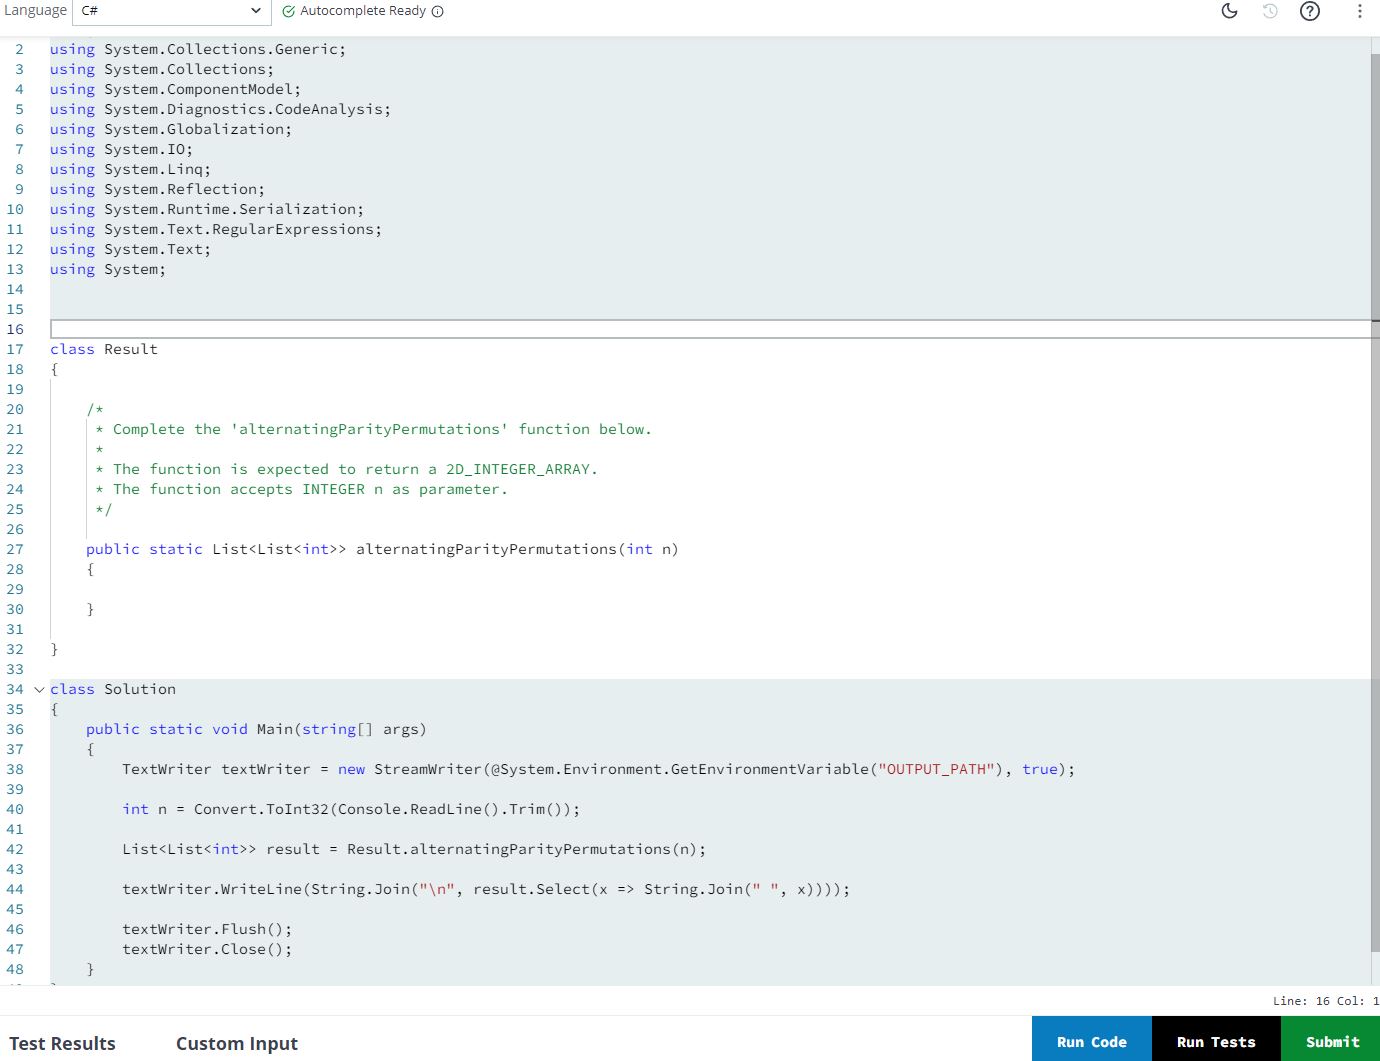 Language C# Autocomplete Ready
2 using System.Collections.Generic;
3 using System.Collections;
4 using System.ComponentModel;
5 using System.Diagnostics.CodeAnalysis;
6 using System.Globalization;
7 using System.IO;
8 using System.Linq;
9 using System.Reflection;
10 using System.Runtime.Serialization;
11 using System.Text.RegularExpressions;
12 using System.Text;
13 using System;
14
15
16
17 class Result
18 {
19
20 /*
21 * Complete the 'alternatingParityPermutations' function below.
22 *
23 * The function is expected to return a 2D_INTEGER_ARRAY.
24 * The function accepts INTEGER n as parameter.
25 */
26
27 public static List<List<int>> alternatingParityPermutations(int n)
28 {
29
30 }
31
32 }
33
34 class Solution
35 {
36 public static void Main(string[] args)
37 {
38 TextWriter textWriter = new StreamWriter(@System.Environment.GetEnvironmentVariable("OUTPUT_PATH"), true);
39
40 int n = Convert.ToInt32(Console.ReadLine().Trim());
41
42 List<List<int>> result = Result.alternatingParityPermutations(n);
43
44 textWriter.WriteLine(String.Join("\n", result.Select(x => String.Join(" ", x))));
45
46 textWriter.Flush();
47 textWriter.Close();
48 }
Line: 16 Col: 1
Test Results Custom Input Run Code Run Tests Submit